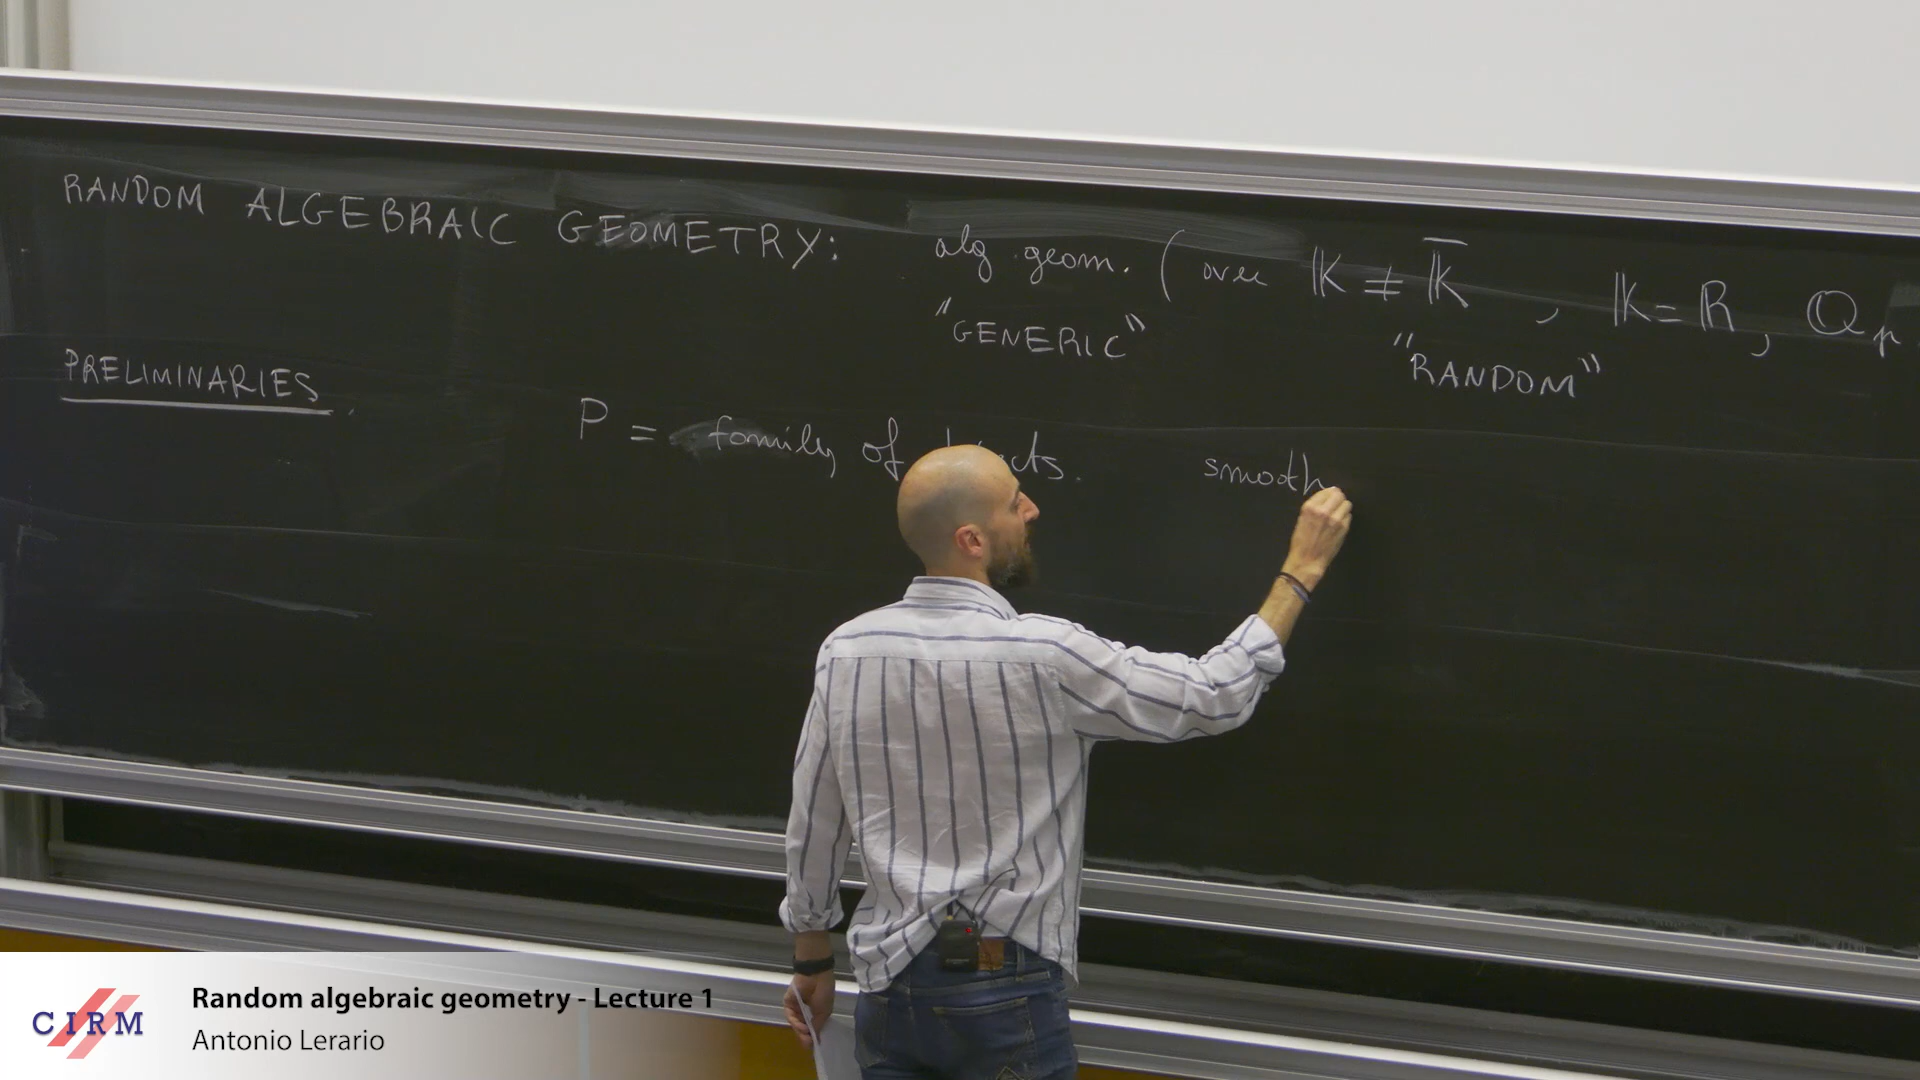 RANDOM ALGEBRAIC GEOMETRY: alg. geom. ( over 𝕂 ≠ 𝕂̅ , 𝕂 = ℝ, ℚp
"GENERIC" "RANDOM"
PRELIMINARIES.
P = family of smooth
CIRM
Random algebraic geometry - Lecture 1
Antonio Lerario